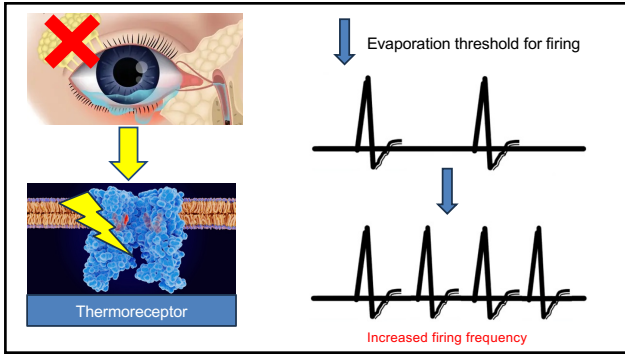 Evaporation threshold for firing
Thermoreceptor
Increased firing frequency